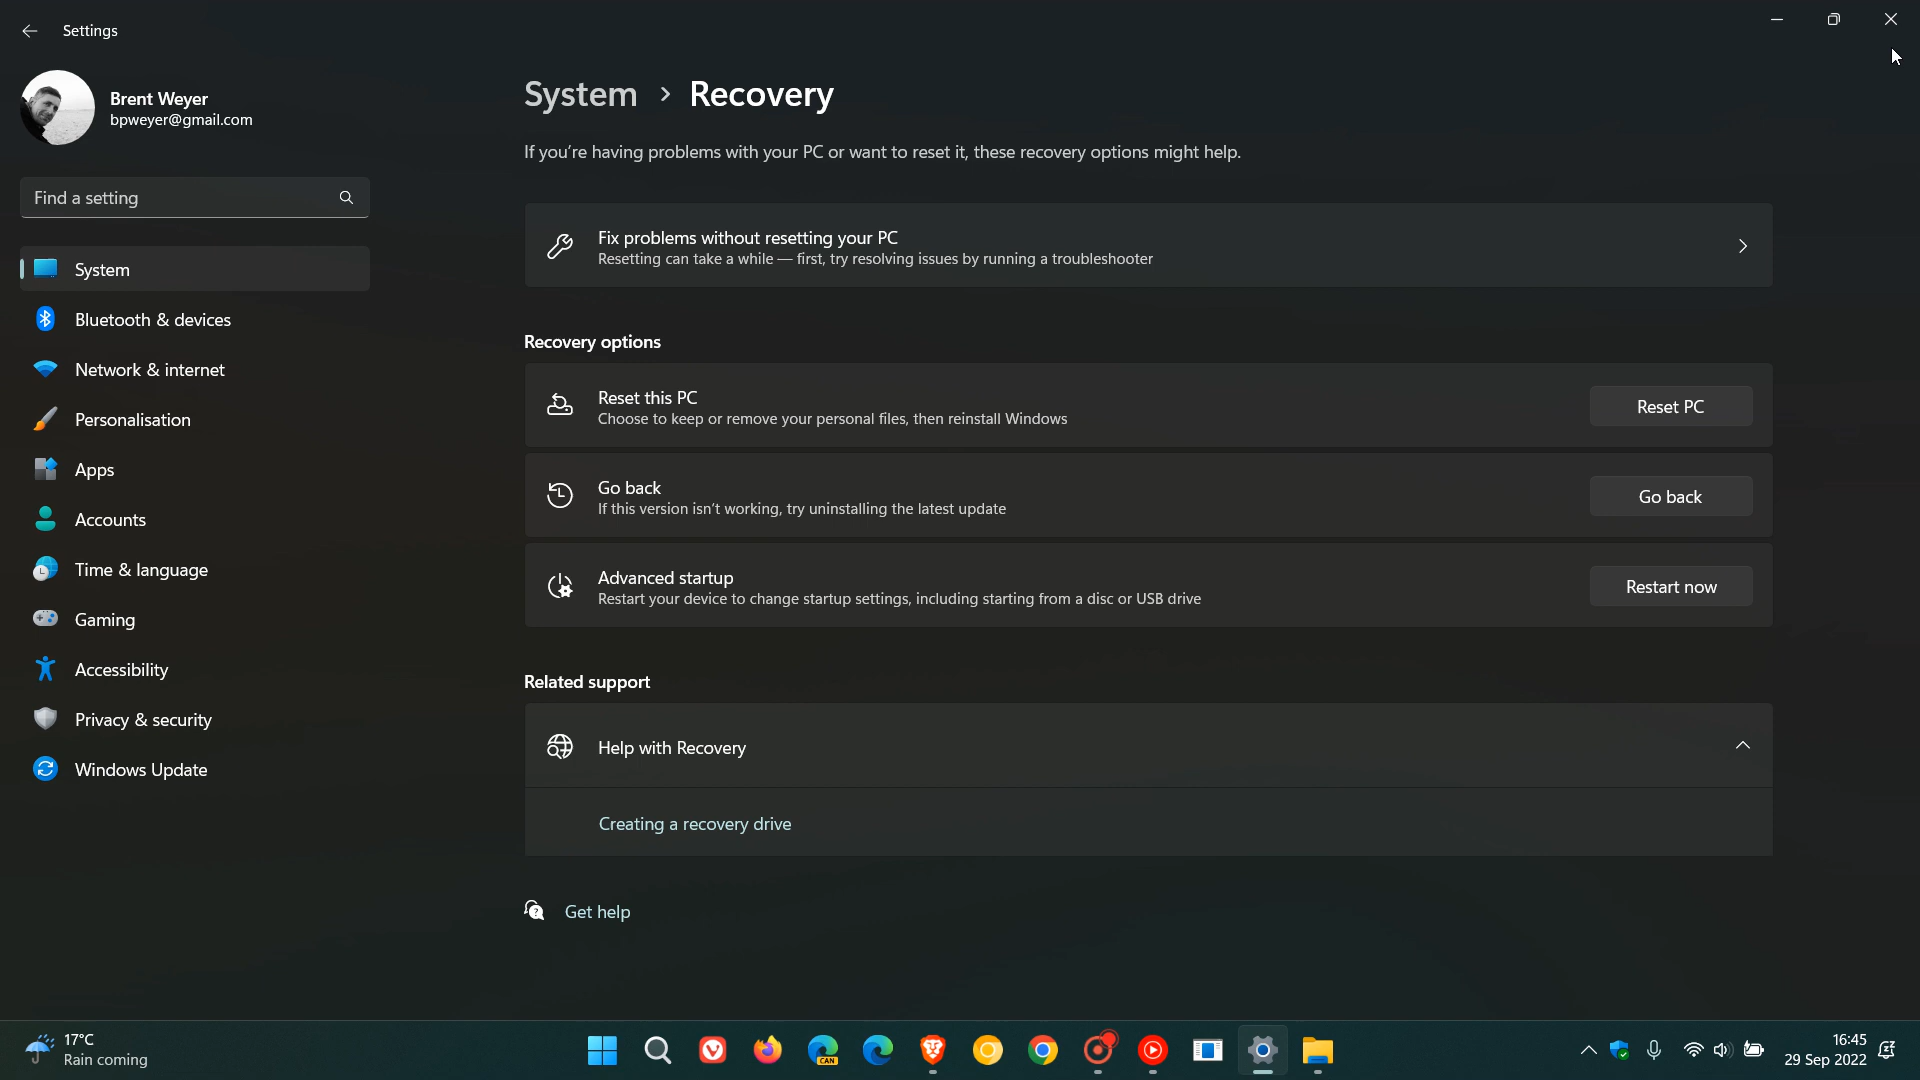 Settings
Brent Weyer
bpweyer@gmail.com
Find a setting
System
Bluetooth & devices
Network & internet
Personalisation
Apps
Accounts
Time & language
Gaming
Accessibility
Privacy & security
Windows Update
System > Recovery
If you're having problems with your PC or want to reset it, these recovery options might help.
Fix problems without resetting your PC
Resetting can take a while — first, try resolving issues by running a troubleshooter
Recovery options
Reset this PC
Choose to keep or remove your personal files, then reinstall Windows
Reset PC
Go back
If this version isn't working, try uninstalling the latest update
Go back
Advanced startup
Restart your device to change startup settings, including starting from a disc or USB drive
Restart now
Related support
Help with Recovery
Creating a recovery drive
Get help
17°C
Rain coming
CAN
16:45
29 Sep 2022